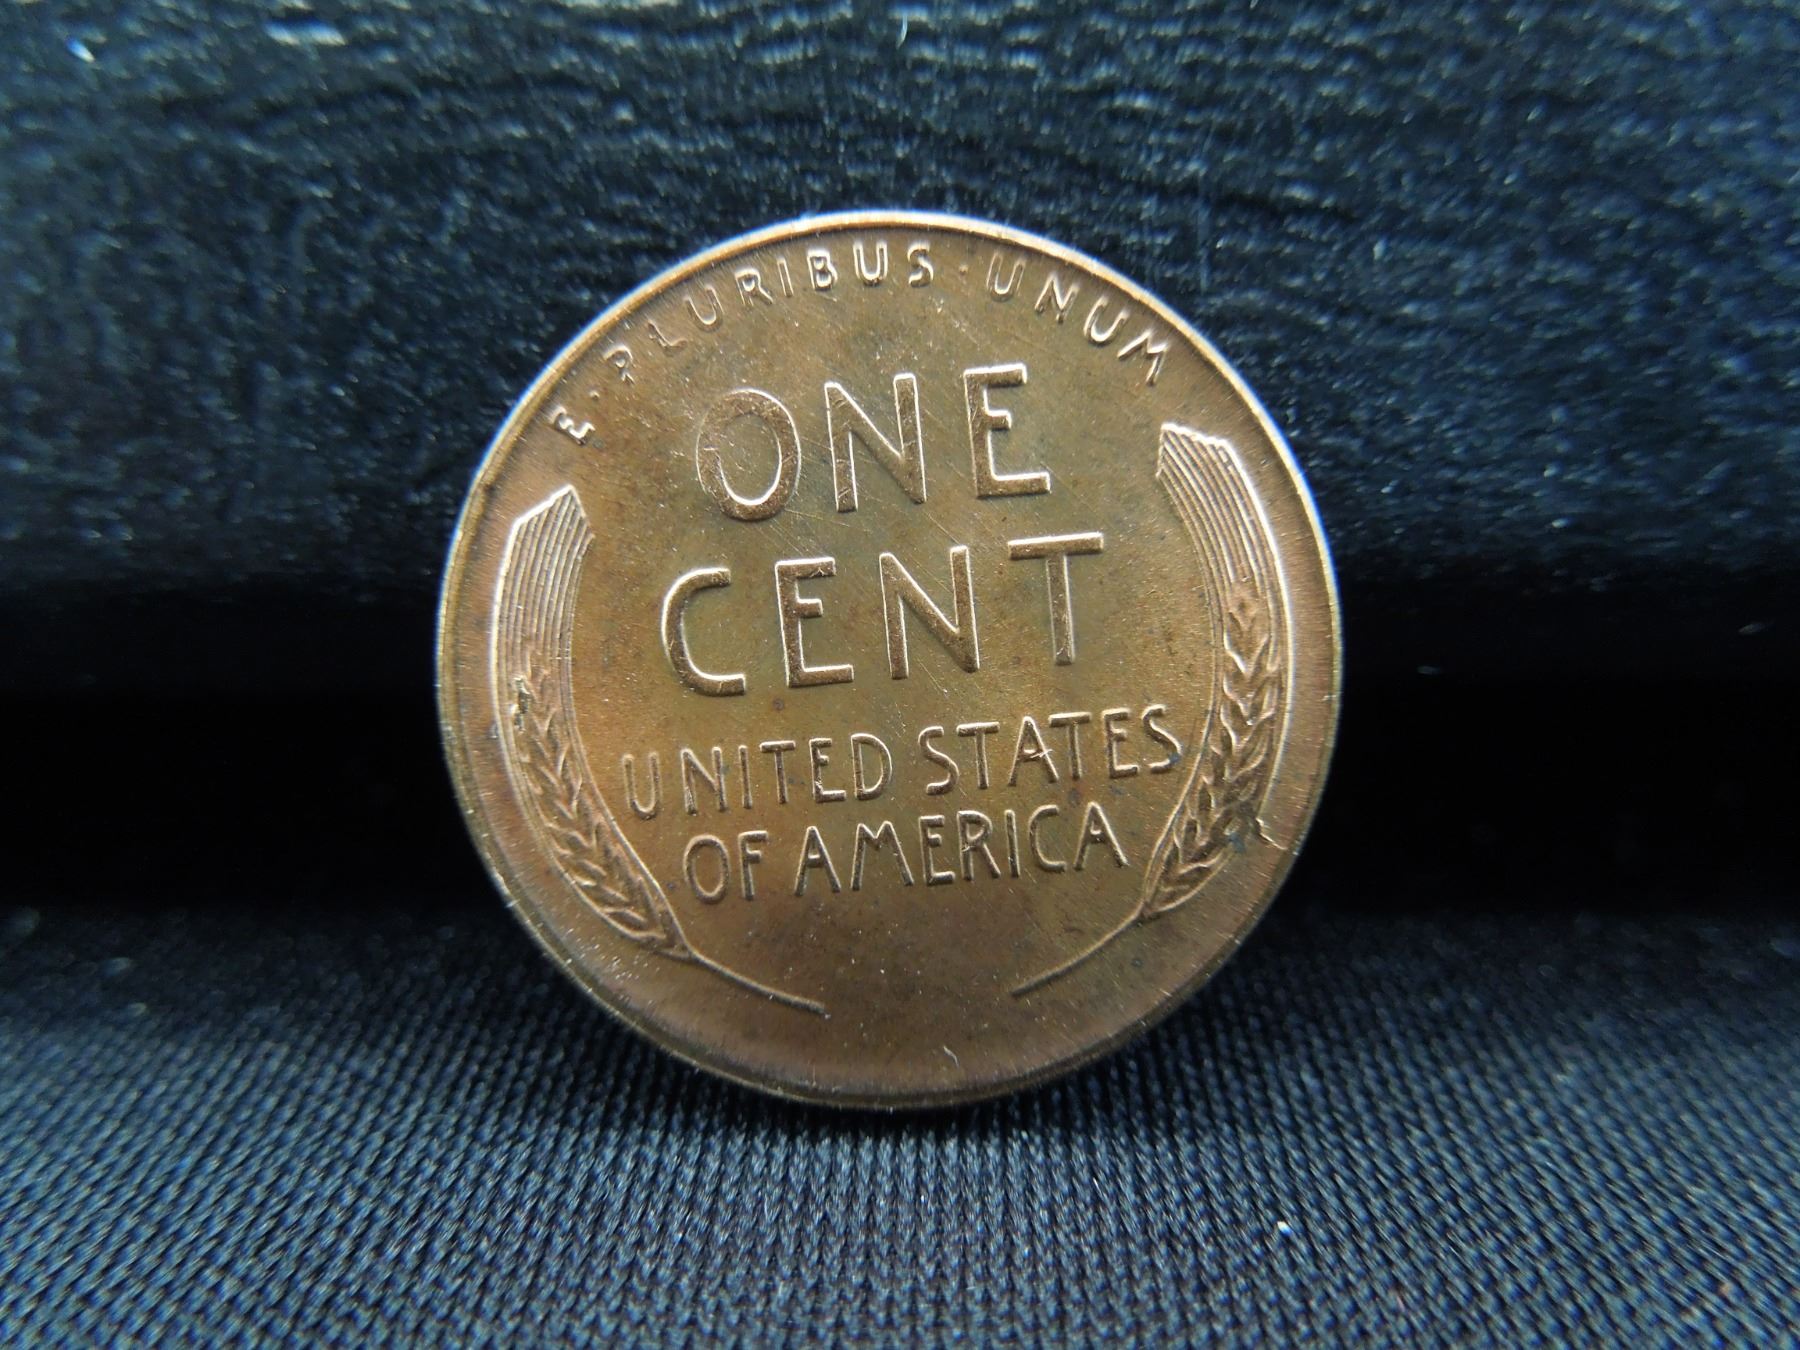 E · PLURIBUS · UNUM
ONE
CENT
UNITED STATES
OF AMERICA